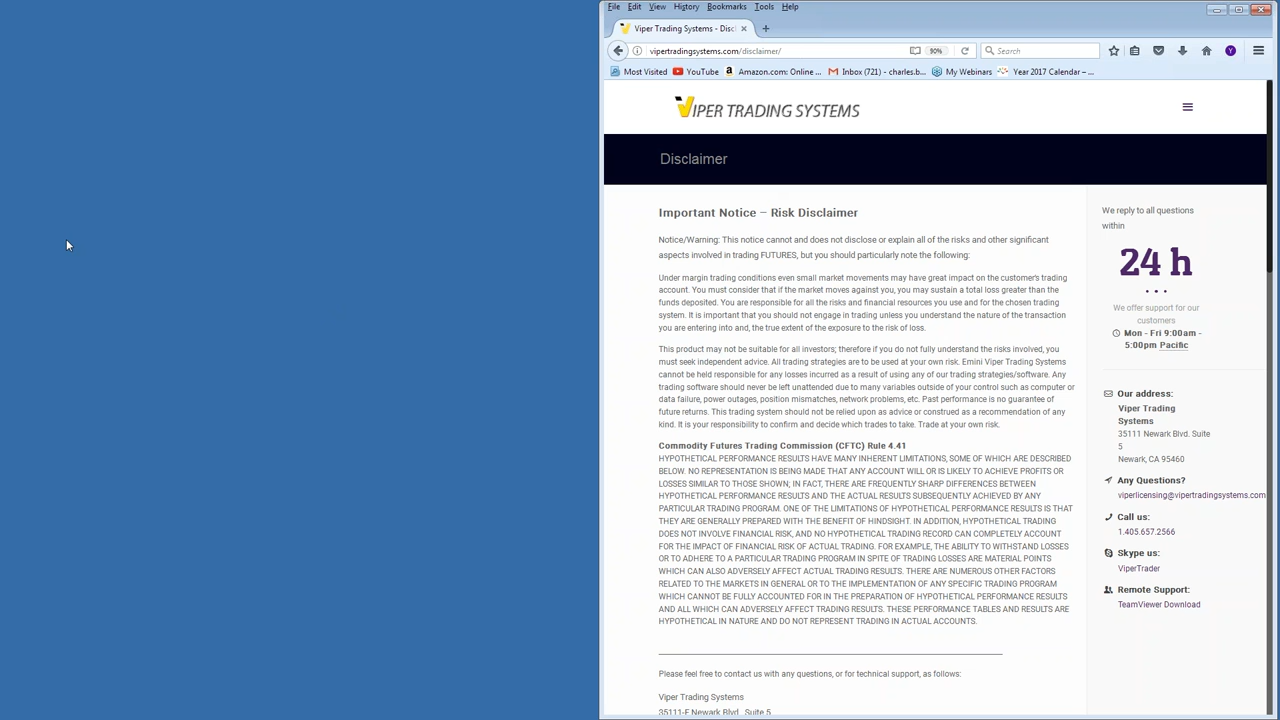 File Edit View History Bookmarks Tools Help
Viper Trading Systems - Discl
vipertradingsystems.com/disclaimer/ 90% Search
Most Visited YouTube Amazon.com: Online ... Inbox (721) - charles.b... My Webinars Year 2017 Calendar – ...
VIPER TRADING SYSTEMS
Disclaimer
Important Notice – Risk Disclaimer
Notice/Warning: This notice cannot and does not disclose or explain all of the risks and other significant
aspects involved in trading FUTURES, but you should particularly note the following:
Under margin trading conditions even small market movements may have great impact on the customer's trading
account. You must consider that if the market moves against you, you may sustain a total loss greater than the
funds deposited. You are responsible for all the risks and financial resources you use and for the chosen trading
system. It is important that you should not engage in trading unless you understand the nature of the transaction
you are entering into and, the true extent of the exposure to the risk of loss.
This product may not be suitable for all investors; therefore if you do not fully understand the risks involved, you
must seek independent advice. All trading strategies are to be used at your own risk. Emini Viper Trading Systems
cannot be held responsible for any losses incurred as a result of using any of our trading strategies/software. Any
trading software should never be left unattended due to many variables outside of your control such as computer or
data failure, power outages, position mismatches, network problems, etc. Past performance is no guarantee of
future returns. This trading system should not be relied upon as advice or construed as a recommendation of any
kind. It is your responsibility to confirm and decide which trades to take. Trade at your own risk.
Commodity Futures Trading Commission (CFTC) Rule 4.41
HYPOTHETICAL PERFORMANCE RESULTS HAVE MANY INHERENT LIMITATIONS, SOME OF WHICH ARE DESCRIBED
BELOW. NO REPRESENTATION IS BEING MADE THAT ANY ACCOUNT WILL OR IS LIKELY TO ACHIEVE PROFITS OR
LOSSES SIMILAR TO THOSE SHOWN; IN FACT, THERE ARE FREQUENTLY SHARP DIFFERENCES BETWEEN
HYPOTHETICAL PERFORMANCE RESULTS AND THE ACTUAL RESULTS SUBSEQUENTLY ACHIEVED BY ANY
PARTICULAR TRADING PROGRAM. ONE OF THE LIMITATIONS OF HYPOTHETICAL PERFORMANCE RESULTS IS THAT
THEY ARE GENERALLY PREPARED WITH THE BENEFIT OF HINDSIGHT. IN ADDITION, HYPOTHETICAL TRADING
DOES NOT INVOLVE FINANCIAL RISK, AND NO HYPOTHETICAL TRADING RECORD CAN COMPLETELY ACCOUNT
FOR THE IMPACT OF FINANCIAL RISK OF ACTUAL TRADING. FOR EXAMPLE, THE ABILITY TO WITHSTAND LOSSES
OR TO ADHERE TO A PARTICULAR TRADING PROGRAM IN SPITE OF TRADING LOSSES ARE MATERIAL POINTS
WHICH CAN ALSO ADVERSELY AFFECT ACTUAL TRADING RESULTS. THERE ARE NUMEROUS OTHER FACTORS
RELATED TO THE MARKETS IN GENERAL OR TO THE IMPLEMENTATION OF ANY SPECIFIC TRADING PROGRAM
WHICH CANNOT BE FULLY ACCOUNTED FOR IN THE PREPARATION OF HYPOTHETICAL PERFORMANCE RESULTS
AND ALL WHICH CAN ADVERSELY AFFECT TRADING RESULTS. THESE PERFORMANCE TABLES AND RESULTS ARE
HYPOTHETICAL IN NATURE AND DO NOT REPRESENT TRADING IN ACTUAL ACCOUNTS.
Please feel free to contact us with any questions, or for technical support, as follows:
Viper Trading Systems
35111-F Newark Blvd., Suite 5
We reply to all questions
within
24 h
We offer support for our
customers
Mon - Fri 9:00am -
5:00pm Pacific
Our address:
Viper Trading
Systems
35111 Newark Blvd. Suite
5
Newark, CA 95460
Any Questions?
viperlicensing@vipertradingsystems.com
Call us:
1.405.657.2566
Skype us:
ViperTrader
Remote Support:
TeamViewer Download